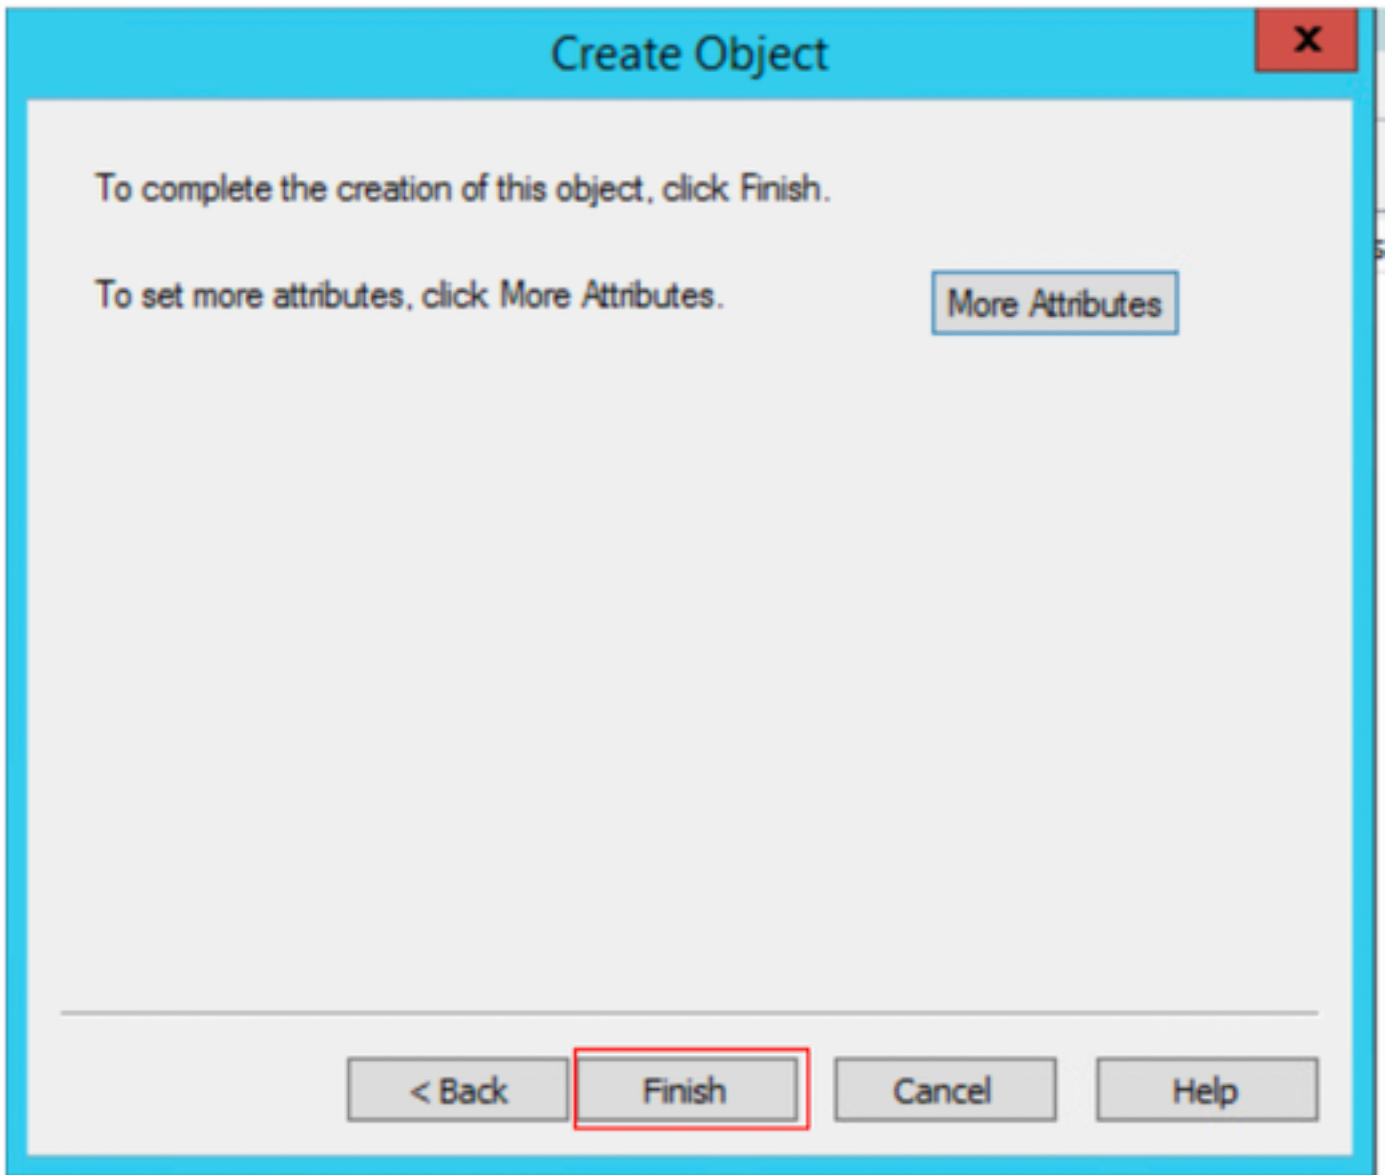 Create Object
x
To complete the creation of this object, click Finish.
To set more attributes, click More Attributes.
More Attributes
< Back
Finish
Cancel
Help